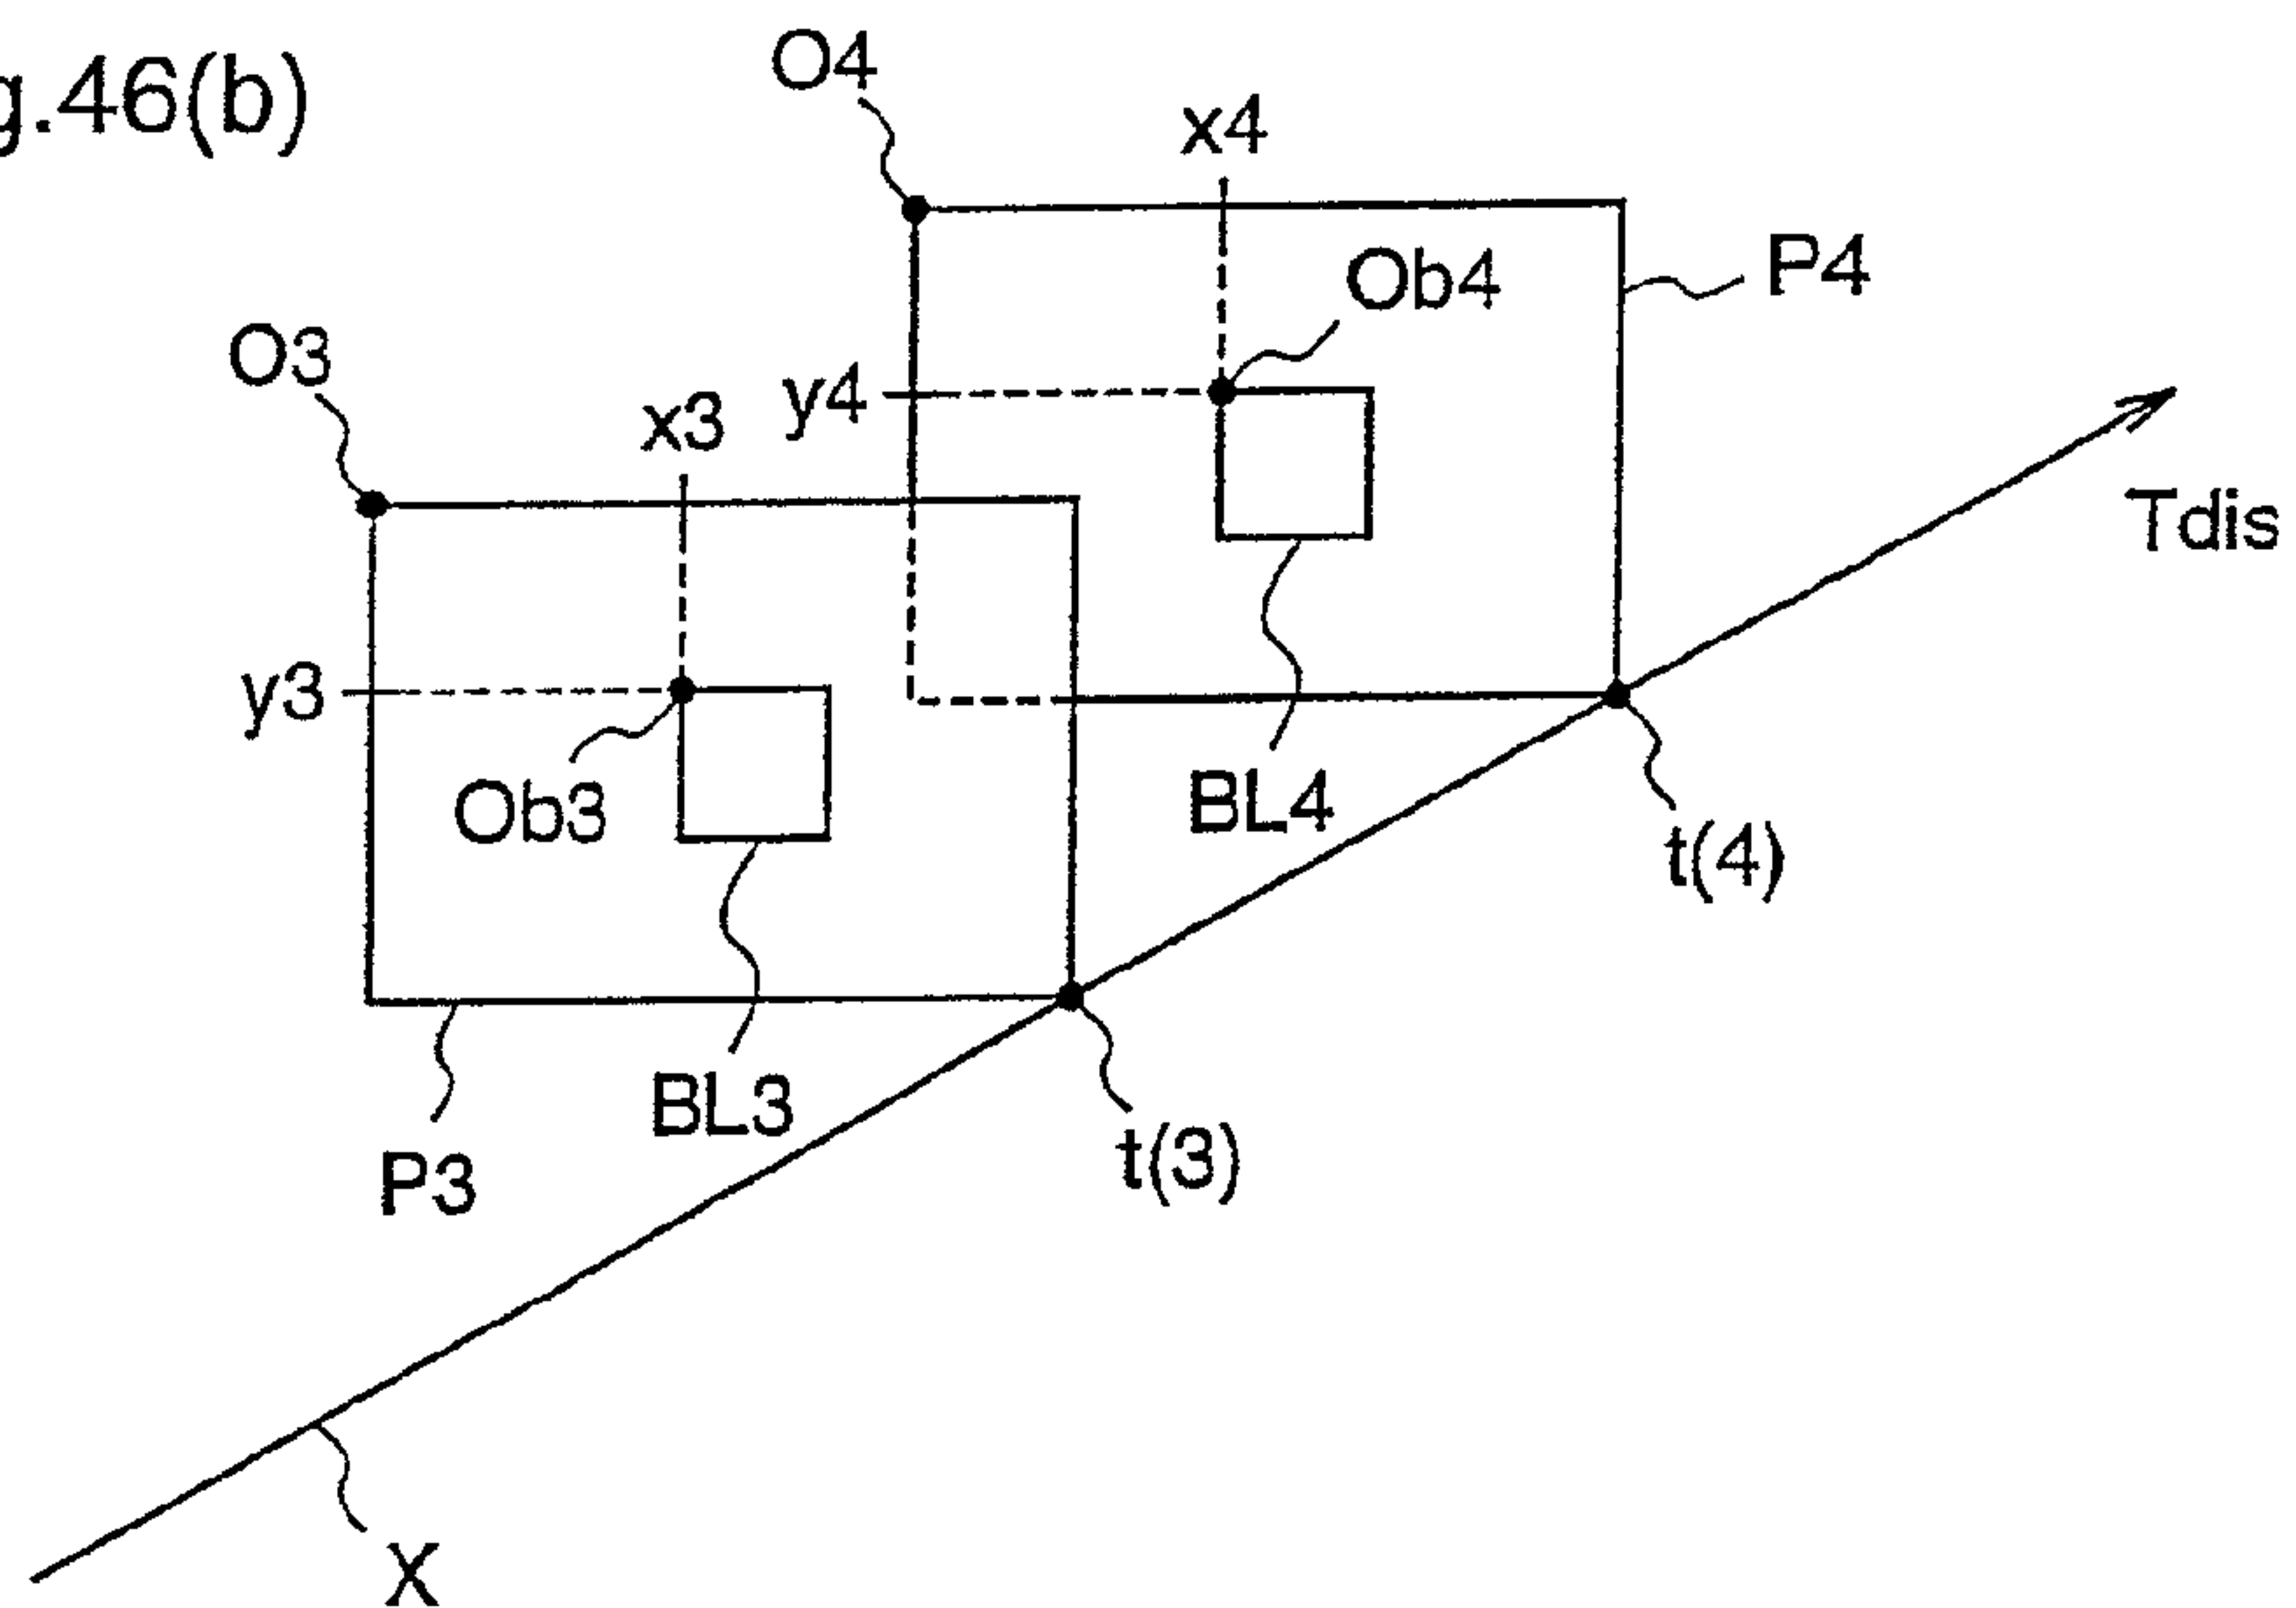 g.46(b)
O4
x4
Ob4
P4
O3
x3
y4
Tdis
y3
Ob3
BL4
t(4)
BL3
t(3)
P3
X